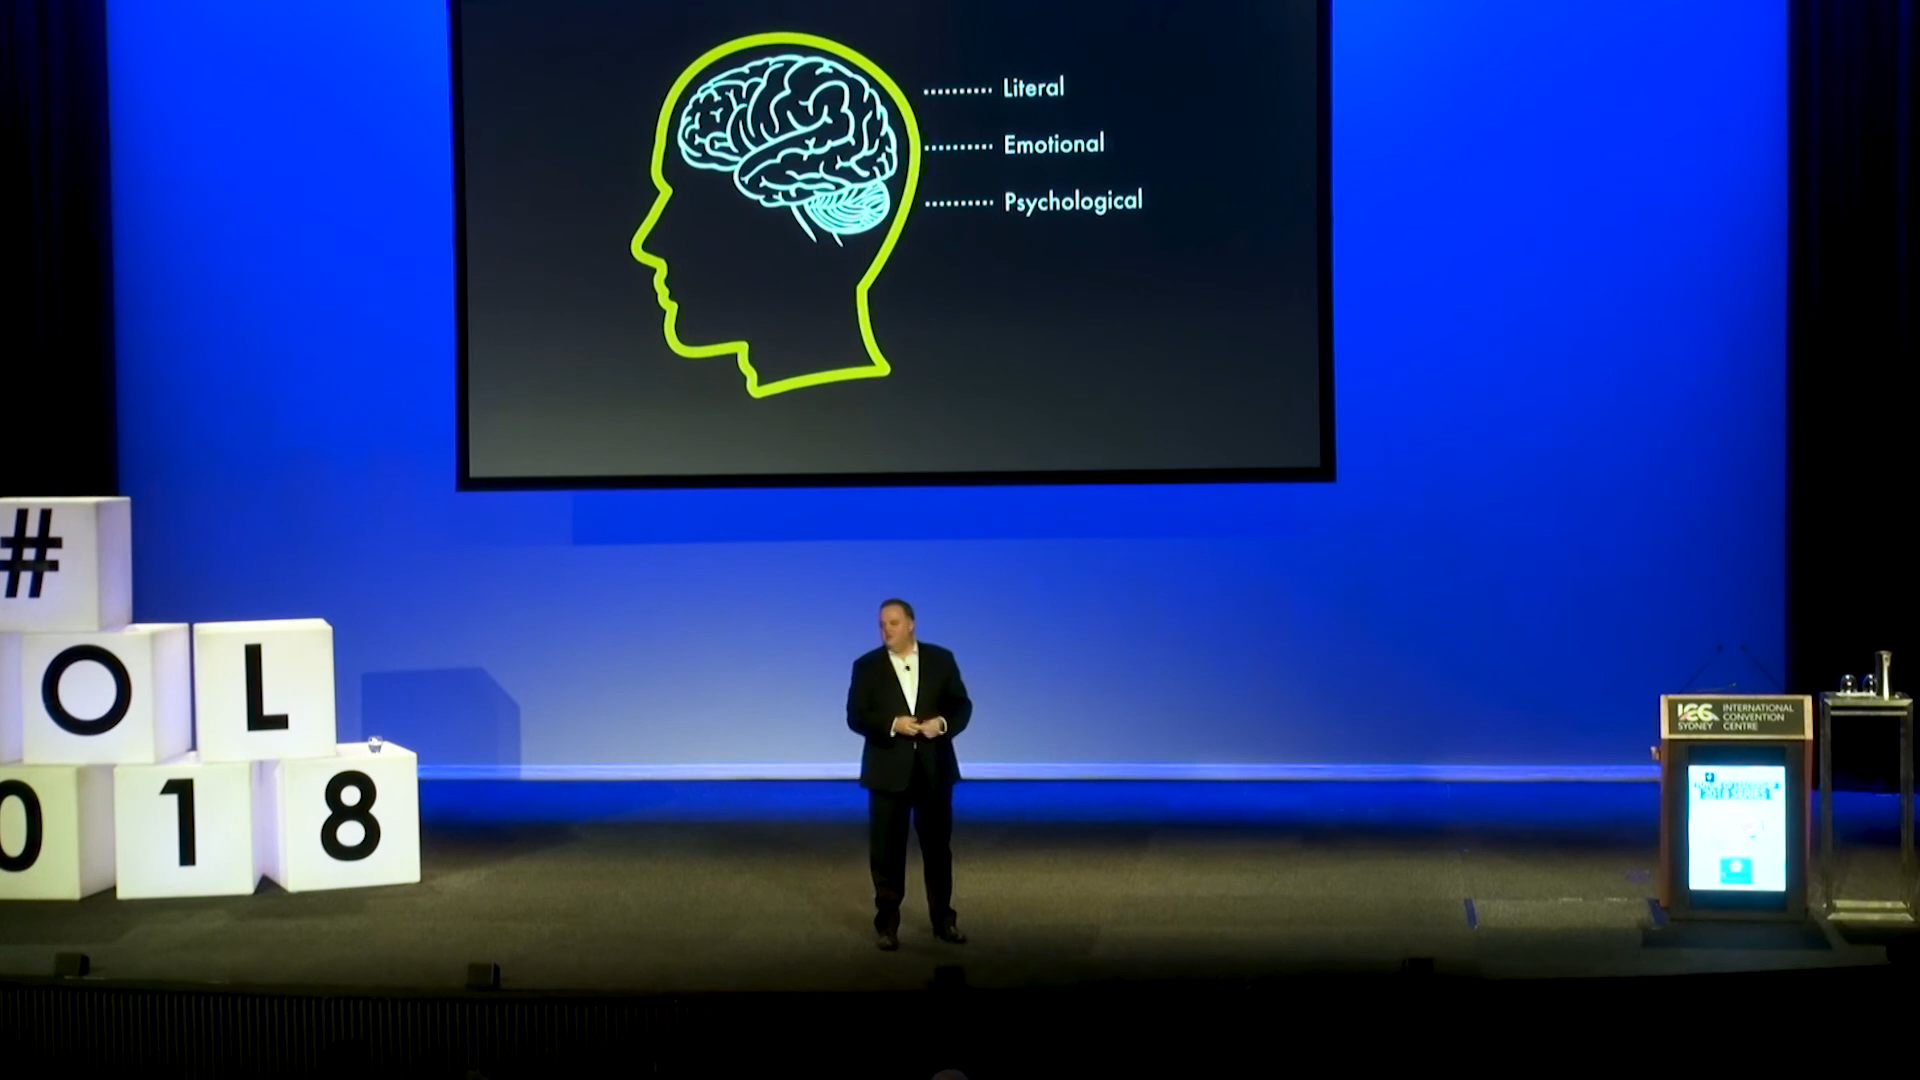 Literal
Emotional
Psychological
#
OL
018
ICC SYDNEY
INTERNATIONAL
CONVENTION
CENTRE